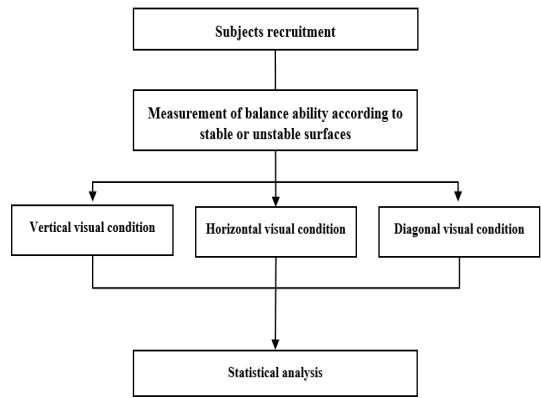 Subjects recruitment
Measurement of balance ability according to
stable or unstable surfaces
Vertical visual condition
Horizontal visual condition
Diagonal visual condition
Statistical analysis